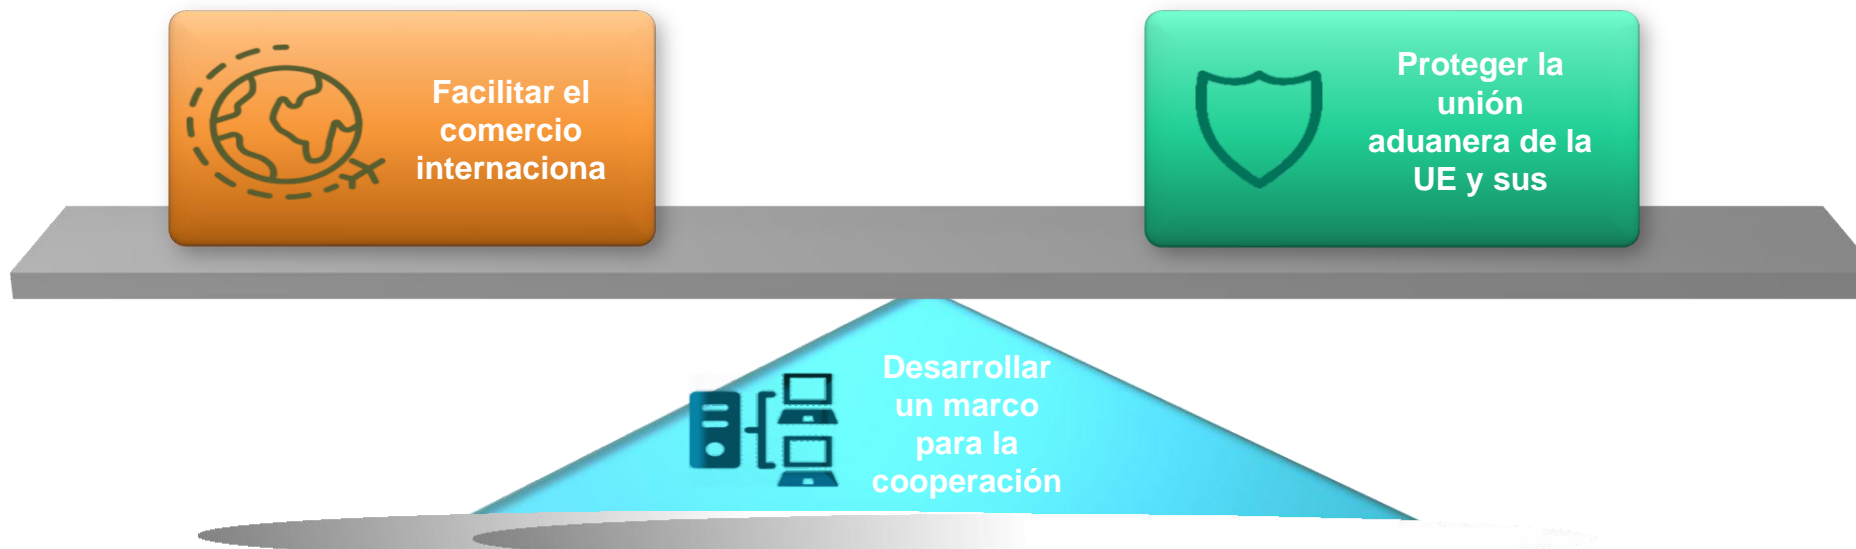 Facilitar el
comercio
internaciona
Proteger la
unión
aduanera de la
UE y sus
Desarrollar
un marco
para la
cooperación